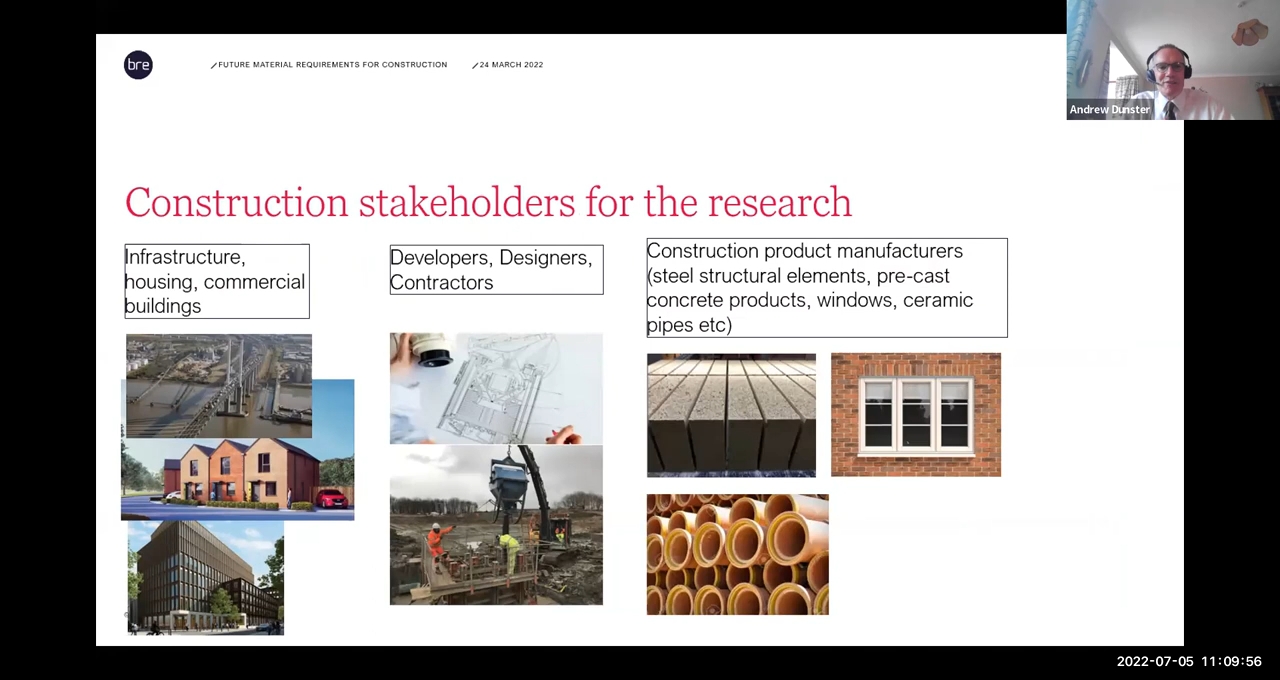 bre
FUTURE MATERIAL REQUIREMENTS FOR CONSTRUCTION
24 MARCH 2022
Andrew Dunster
Construction stakeholders for the research
Infrastructure,
housing, commercial
buildings
Developers, Designers,
Contractors
Construction product manufacturers
(steel structural elements, pre-cast
concrete products, windows, ceramic
pipes etc)
2022-07-05 11:09:56